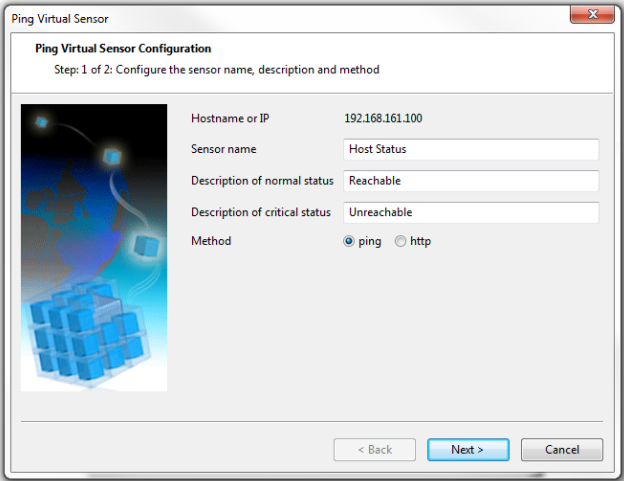 Ping Virtual Sensor
Ping Virtual Sensor Configuration
Step: 1 of 2: Configure the sensor name, description and method
Hostname or IP 192.168.161.100
Sensor name Host Status
Description of normal status Reachable
Description of critical status Unreachable
Method ping http
< Back Next > Cancel